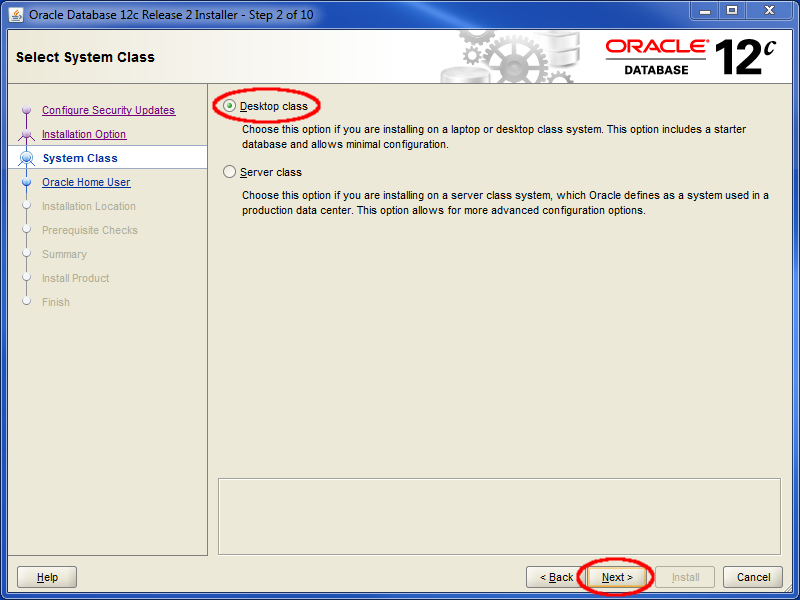 Oracle Database 12c Release 2 Installer - Step 2 of 10
Select System Class
ORACLE®
DATABASE
12c
Configure Security Updates
Installation Option
System Class
Oracle Home User
Installation Location
Prerequisite Checks
Summary
Install Product
Finish
Desktop class
Choose this option if you are installing on a laptop or desktop class system. This option includes a starter
database and allows minimal configuration.
Server class
Choose this option if you are installing on a server class system, which Oracle defines as a system used in a
production data center. This option allows for more advanced configuration options.
Help
< Back
Next >
Install
Cancel